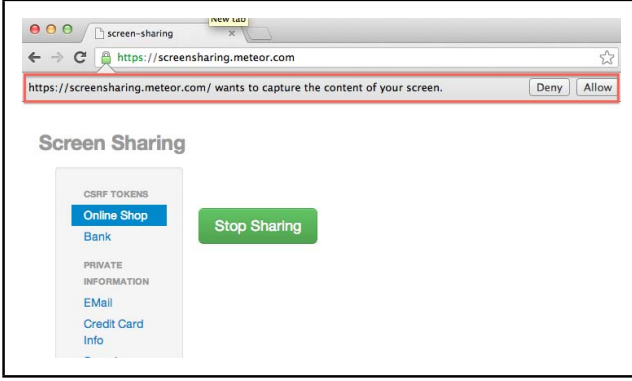 New tab
screen-sharing
https://screensharing.meteor.com
https://screensharing.meteor.com/ wants to capture the content of your screen. Deny Allow
Screen Sharing
CSRF TOKENS
Online Shop
Bank
Stop Sharing
PRIVATE
INFORMATION
EMail
Credit Card
Info